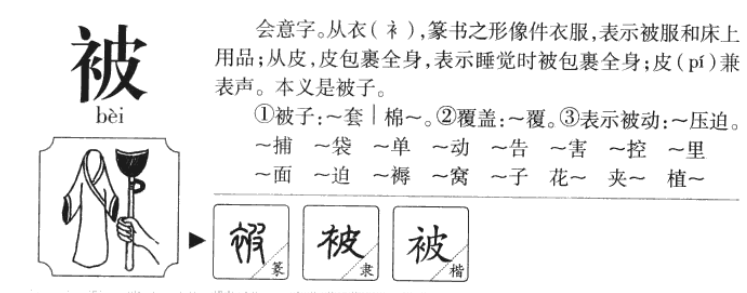 被
bèi
会意字。从衣(衤),篆书之形像件衣服,表示被服和床上
用品;从皮,皮包裹全身,表示睡觉时被包裹全身;皮(pí)兼
表声。本义是被子。
①被子:~套|棉~。②覆盖:~覆。③表示被动:~压迫。
~捕 ~袋 ~单 ~动 ~告 ~害 ~控 ~里
~面 ~迫 ~褥 ~窝 ~子 花~ 夹~ 植~
被 篆 被 隶 被 楷